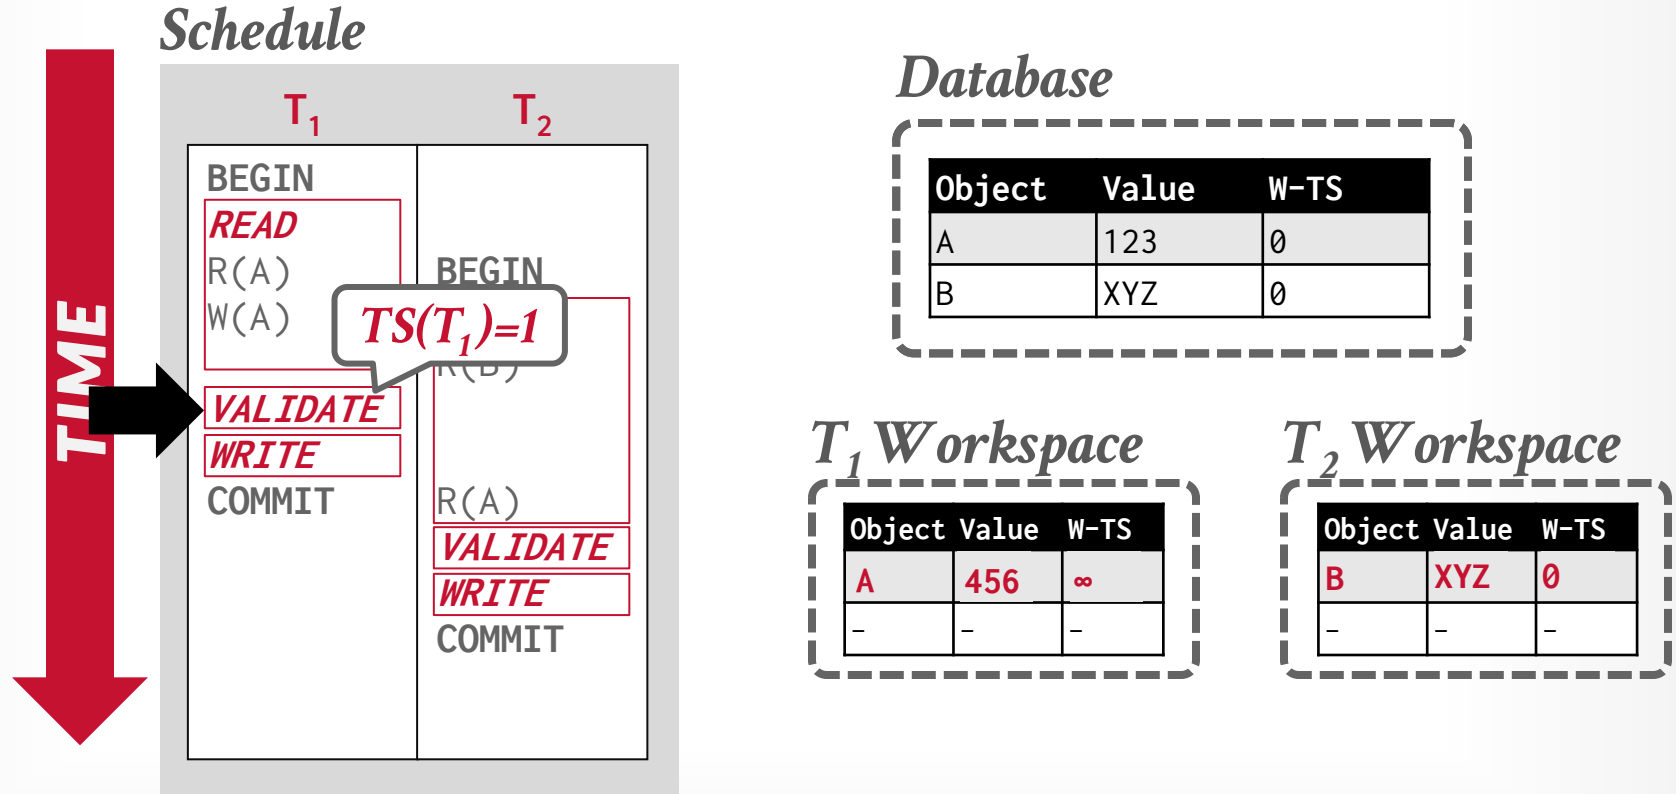 Schedule
TIME
T1
T2
BEGIN
READ
R(A)
W(A)
VALIDATE
WRITE
COMMIT
BEGIN
TS(T1)=1
R(B)
R(A)
VALIDATE
WRITE
COMMIT
Database
Object Value W-TS
A 123 0
B XYZ 0
T1 Workspace
Object Value W-TS
A 456 ∞
- - -
T2 Workspace
Object Value W-TS
B XYZ 0
- - -